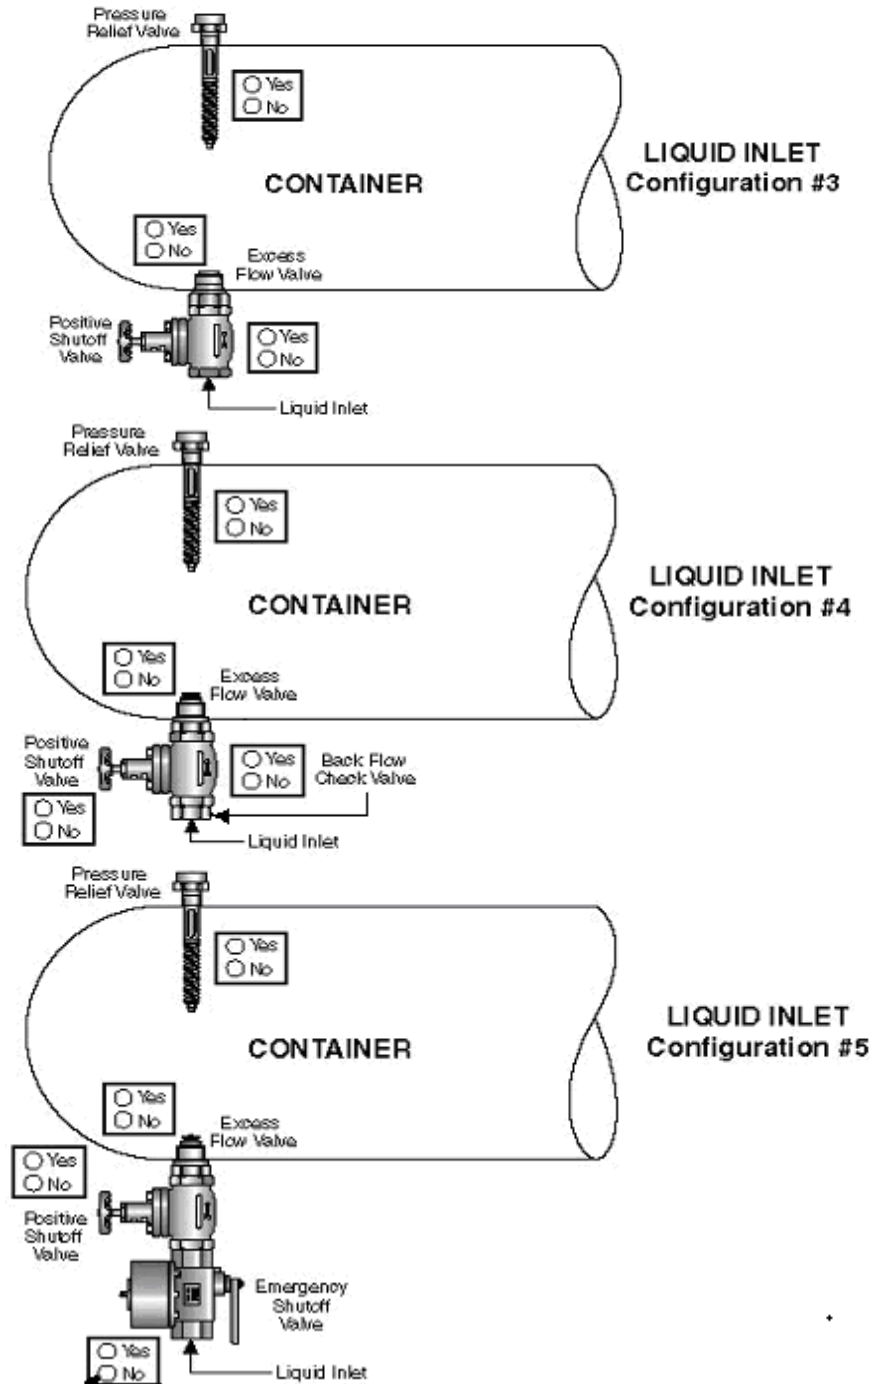 Pressure
Relief Valve
Yes
No
LIQUID INLET
Configuration #3
CONTAINER
Yes
No
Excess
Flow Valve
Positive
Shutoff
Valve
Yes
No
Liquid Inlet
Pressure
Relief Valve
Yes
No
LIQUID INLET
Configuration #4
CONTAINER
Yes
No
Excess
Flow Valve
Positive
Shutoff
Valve
Yes
No
Back Flow
Check Valve
Yes
No
Liquid Inlet
Pressure
Relief Valve
Yes
No
LIQUID INLET
Configuration #5
CONTAINER
Yes
No
Excess
Flow Valve
Yes
No
Positive
Shutoff
Valve
Emergency
Shutoff
Valve
Yes
No
Liquid Inlet